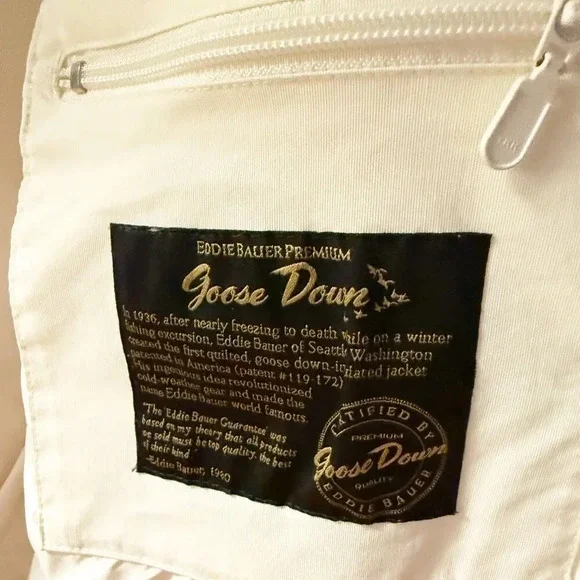 EDDIE BAUER PREMIUM
Goose Down
In 1936, after nearly freezing to death while on a winter
fishing excursion, Eddie Bauer of Seattle Washington
created the first quilted, goose down-insulated jacket
patented in America (patent #119-172)
His ingenious idea revolutionized
cold-weather gear and made the
name Eddie Bauer world famous.
"The 'Eddie Bauer Guarantee' was
based on my theory that all products
we sold must be top quality, the best
of their kind."
-Eddie Bauer,
CATIFIED BY
PREMIUM
Goose Down
QUALITY
EDDIE BAUER
YKK